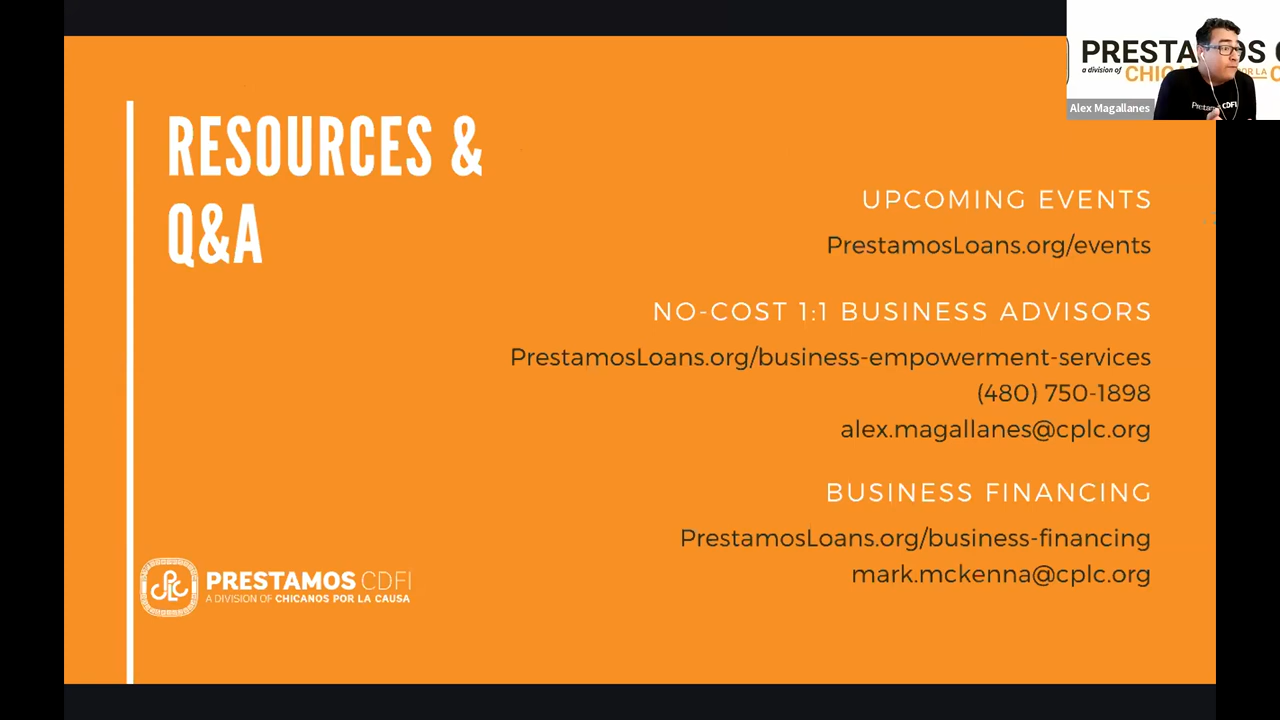 RESOURCES &
Q&A
UPCOMING EVENTS
PrestamosLoans.org/events
NO-COST 1:1 BUSINESS ADVISORS
PrestamosLoans.org/business-empowerment-services
(480) 750-1898
alex.magallanes@cplc.org
BUSINESS FINANCING
PrestamosLoans.org/business-financing
mark.mckenna@cplc.org
PRESTAMOS CDFI
A DIVISION OF CHICANOS POR LA CAUSA
a division of
Alex Magallanes